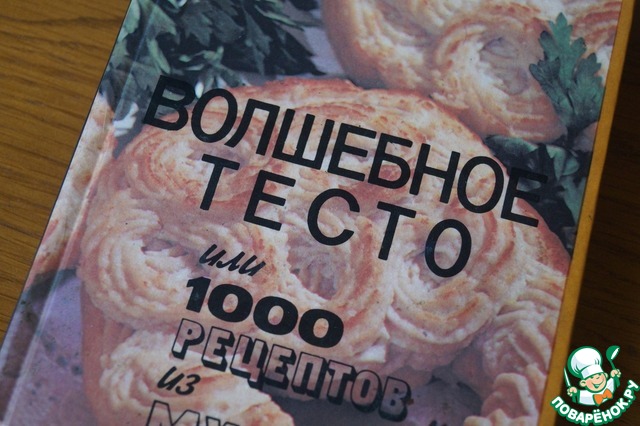 ВОЛШЕБНОЕ
ТЕСТО
или
1000
РЕЦЕПТОВ
из
ПОВАРЁНОК.РУ